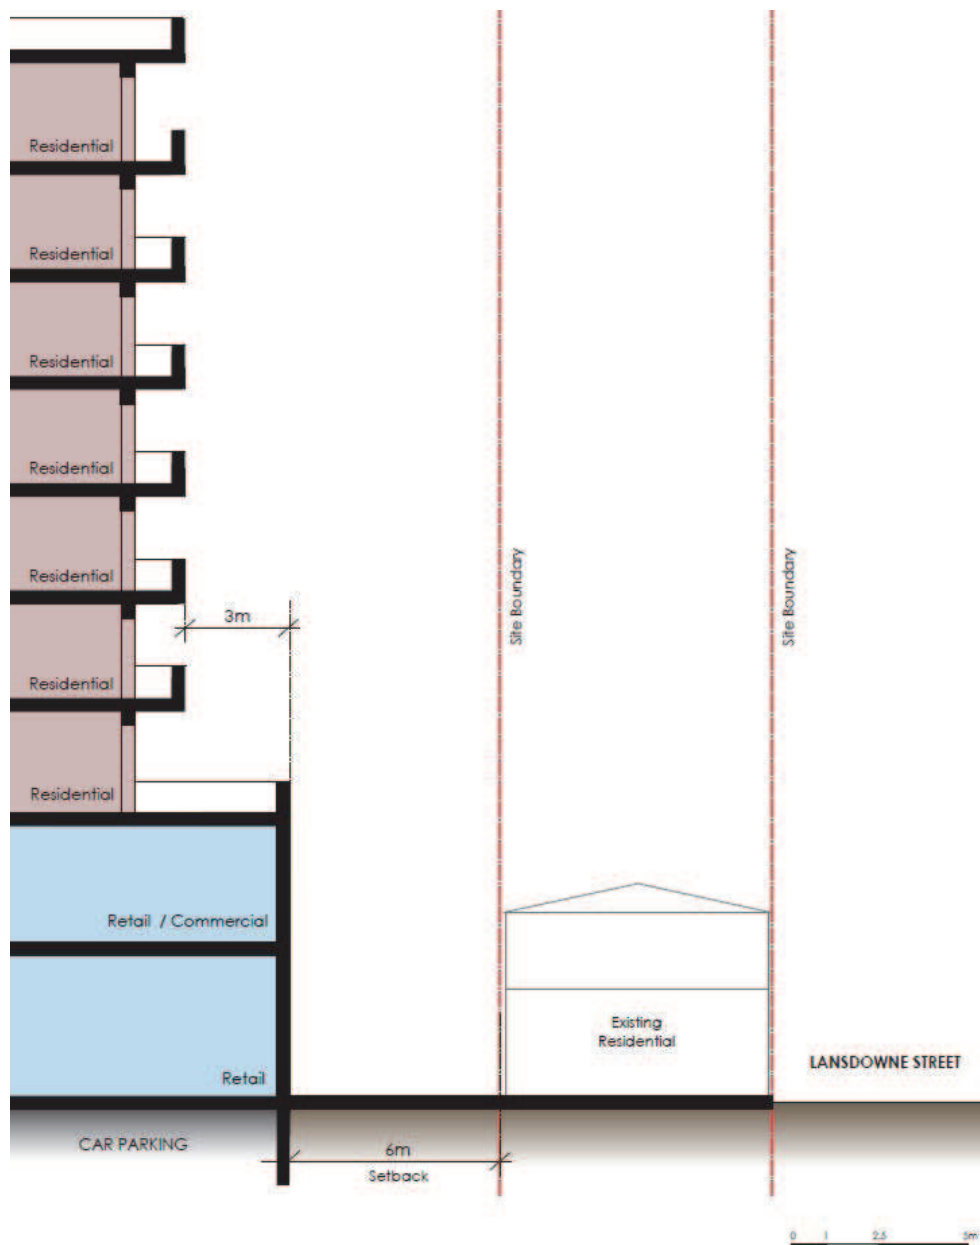 Residential
Residential
Residential
Residential
Residential
3m
Site Boundary
Site Boundary
Residential
Residential
Retail / Commercial
Existing
Residential
LANSDOWNE STREET
Retail
CAR PARKING
6m
Setback
0 1 2.5 5m